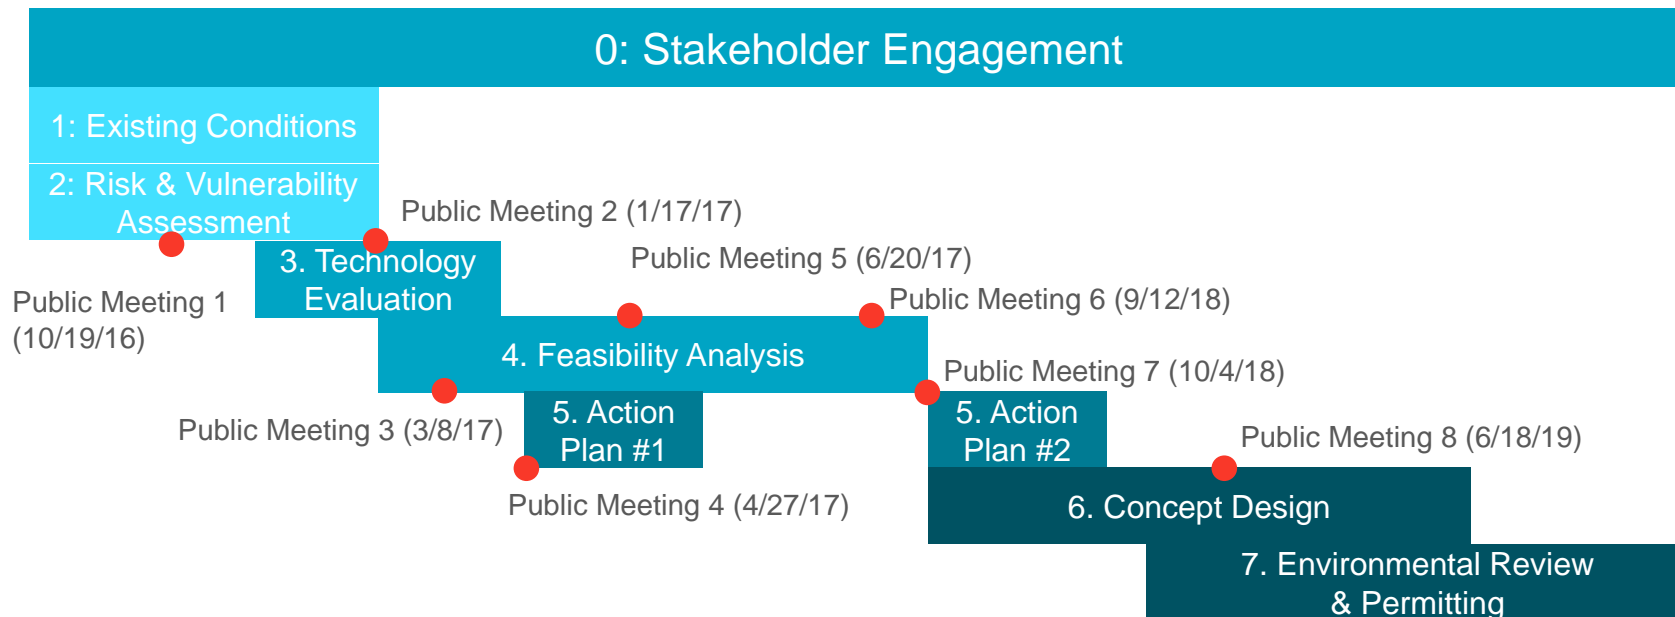 0: Stakeholder Engagement
1: Existing Conditions
2: Risk & Vulnerability
Assessment
Public Meeting 2 (1/17/17)
3. Technology
Evaluation
Public Meeting 5 (6/20/17)
Public Meeting 1
(10/19/16)
Public Meeting 6 (9/12/18)
4. Feasibility Analysis
Public Meeting 7 (10/4/18)
Public Meeting 3 (3/8/17)
5. Action
Plan #1
5. Action
Plan #2
Public Meeting 8 (6/18/19)
Public Meeting 4 (4/27/17)
6. Concept Design
7. Environmental Review
& Permitting